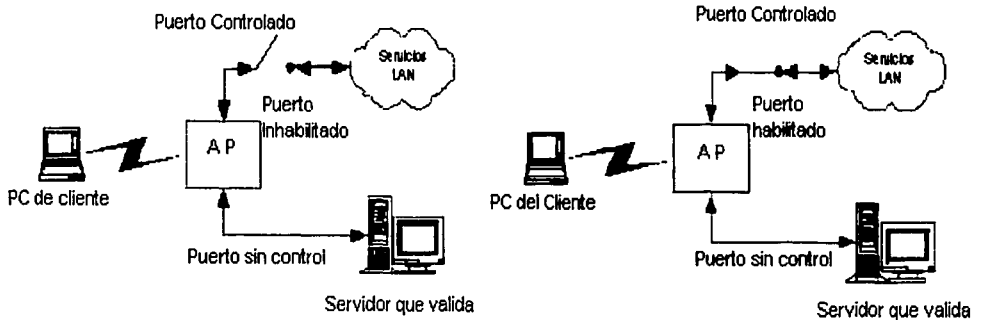 Puerto Controlado
Servicios
LAN
Puerto
Inhabilitado
AP
PC de cliente
Puerto sin control
Servidor que valida
Puerto Controlado
Servicios
LAN
Puerto
habilitado
AP
PC del Cliente
Puerto sin control
Servidor que valida